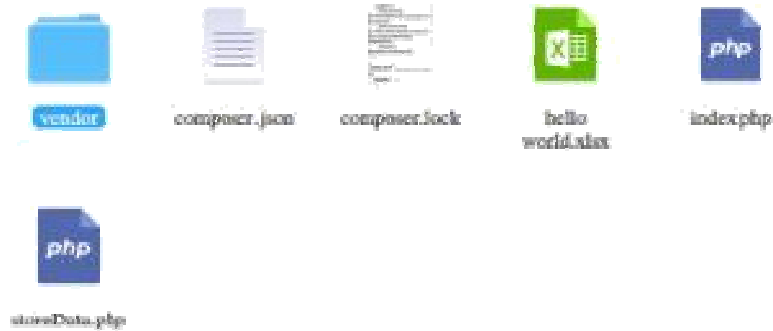 php
vendor
composer.json
composer.lock
hello
world.xlsx
index.php
php
storeData.php